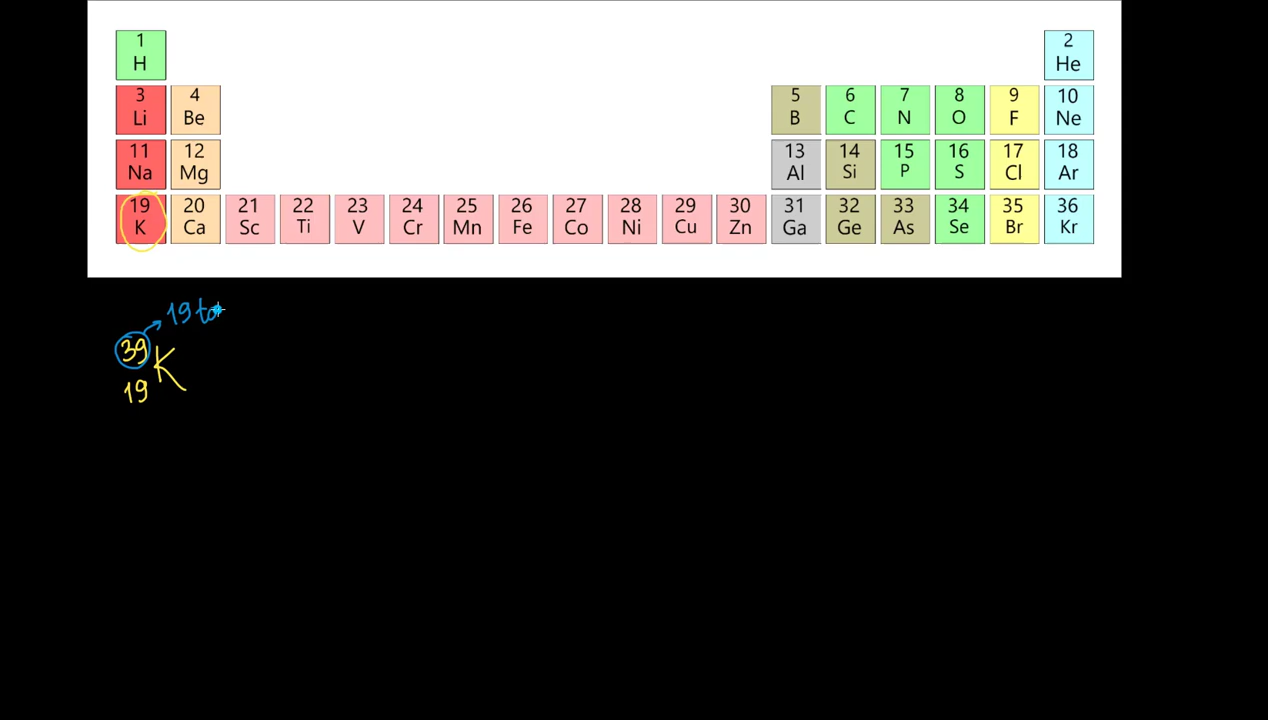 1 2
H He
3 4 5 6 7 8 9 10
Li Be B C N O F Ne
11 12 13 14 15 16 17 18
Na Mg Al Si P S Cl Ar
19 20 21 22 23 24 25 26 27 28 29 30 31 32 33 34 35 36
K Ca Sc Ti V Cr Mn Fe Co Ni Cu Zn Ga Ge As Se Br Kr
19 to
39
K
19